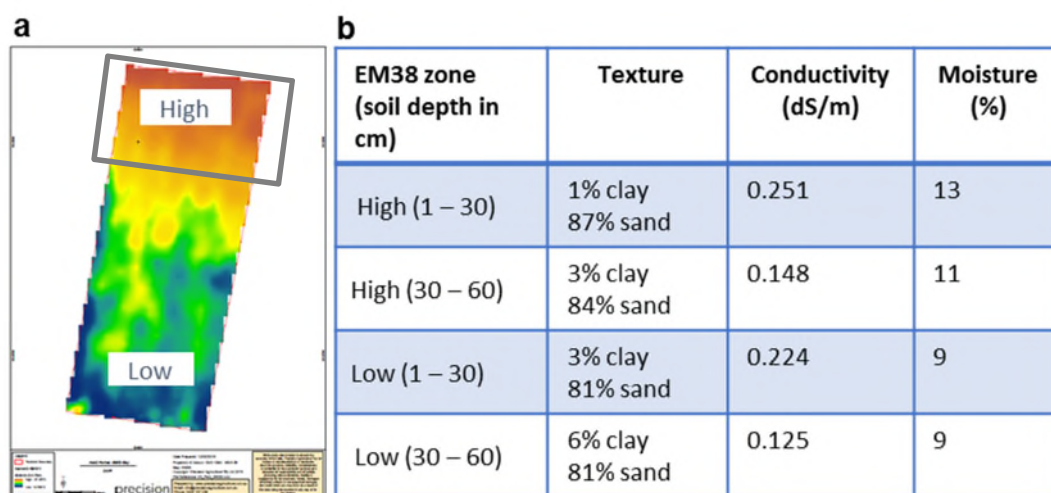 a
High
Low
precision
b
EM38 zone
(soil depth in
cm)
Texture
Conductivity
(dS/m)
Moisture
(%)
High (1 – 30)
1% clay
87% sand
0.251
13
High (30 – 60)
3% clay
84% sand
0.148
11
Low (1 – 30)
3% clay
81% sand
0.224
9
Low (30 – 60)
6% clay
81% sand
0.125
9